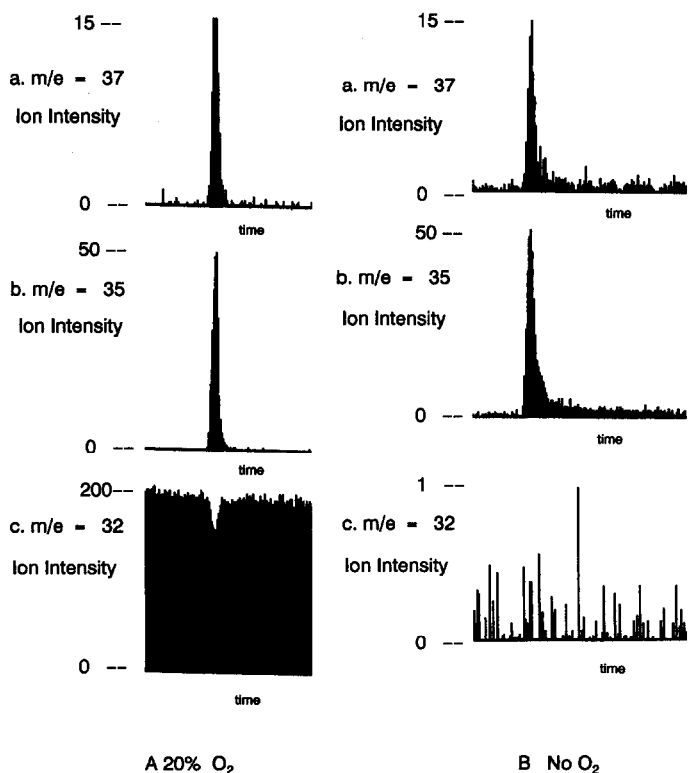 15 --
a. m/e = 37
Ion Intensity
0 --
time
50 --
b. m/e = 35
Ion Intensity
0 --
time
200--
c. m/e = 32
Ion Intensity
0 --
time
A 20% O₂
15 --
a. m/e = 37
Ion Intensity
0 --
time
50 --
b. m/e = 35
Ion Intensity
0 --
time
1 --
c. m/e = 32
Ion Intensity
0 --
time
B No O₂